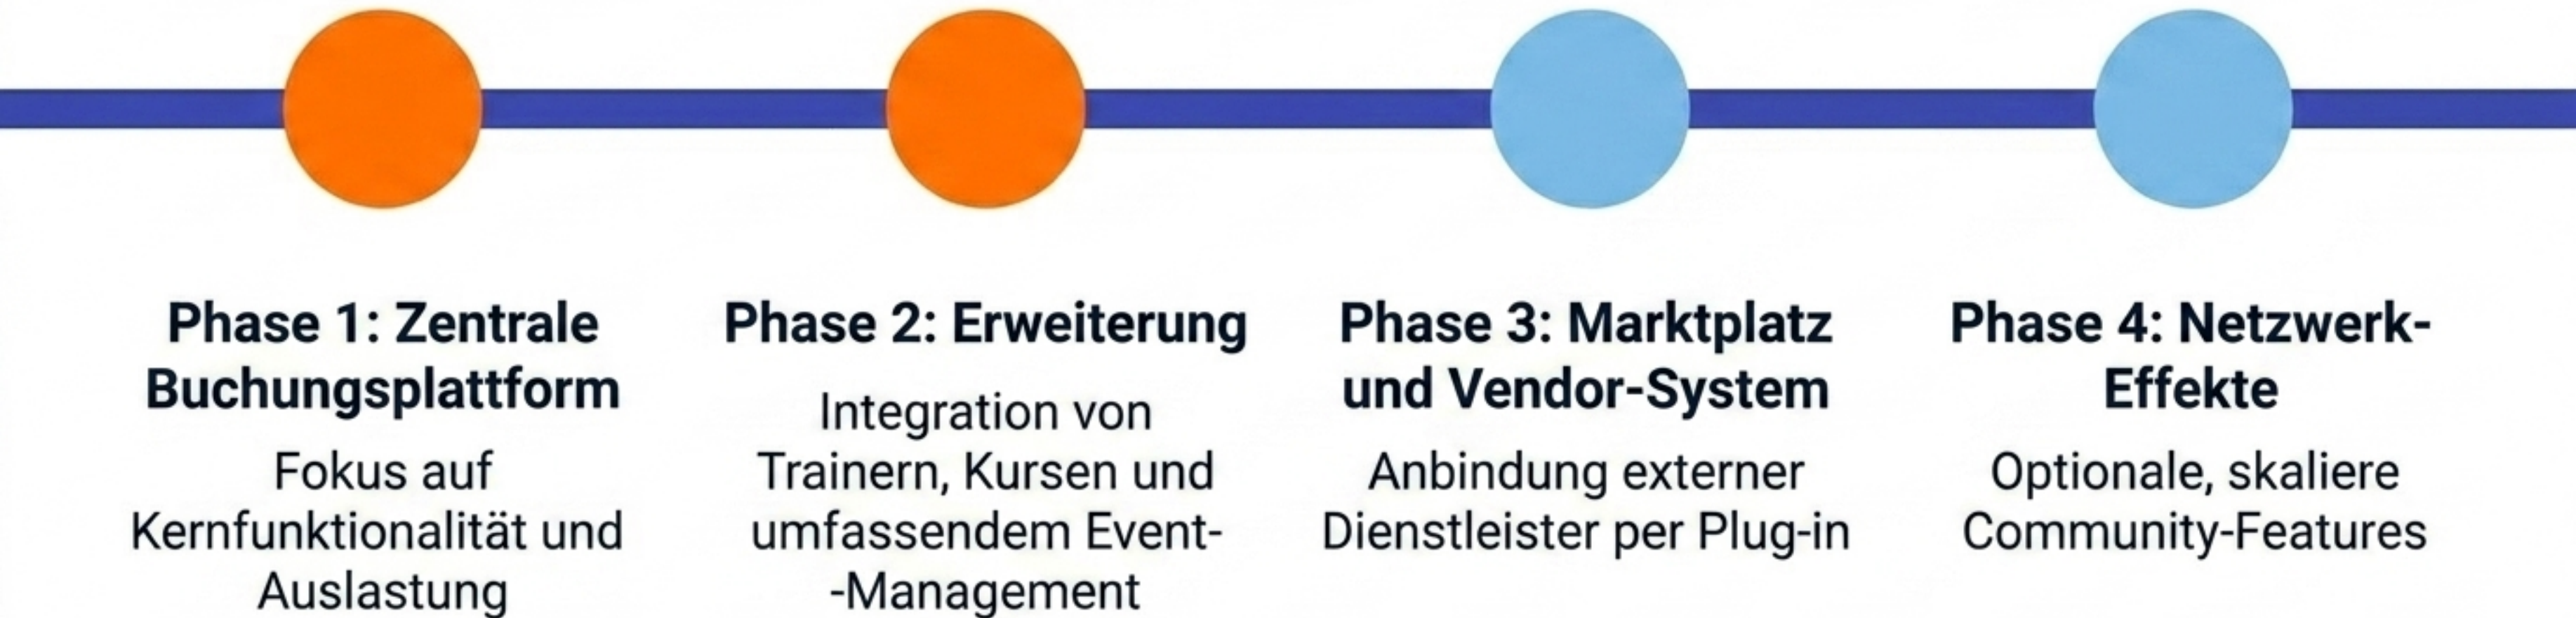 Phase 1: Zentrale
Buchungsplattform
Fokus auf
Kernfunktionalität und
Auslastung
Phase 2: Erweiterung
Integration von
Trainern, Kursen und
umfassendem Event-
-Management
Phase 3: Marktplatz
und Vendor-System
Anbindung externer
Dienstleister per Plug-in
Phase 4: Netzwerk-
Effekte
Optionale, skaliere
Community-Features